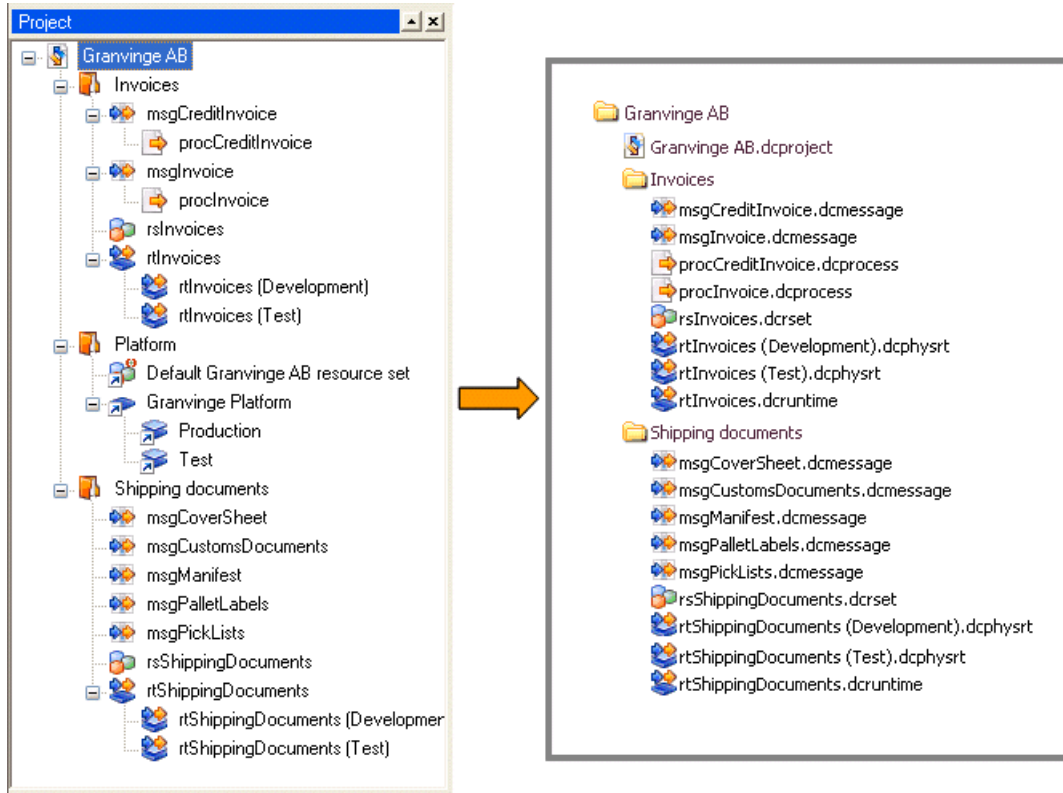 Project
Granvinge AB
Invoices
msgCreditInvoice
procCreditInvoice
msgInvoice
procInvoice
rsInvoices
rtInvoices
rtInvoices (Development)
rtInvoices (Test)
Platform
Default Granvinge AB resource set
Granvinge Platform
Production
Test
Shipping documents
msgCoverSheet
msgCustomsDocuments
msgManifest
msgPalletLabels
msgPickLists
rsShippingDocuments
rtShippingDocuments
rtShippingDocuments (Developmer
rtShippingDocuments (Test)
Granvinge AB
Granvinge AB.dcproject
Invoices
msgCreditInvoice.dcmessage
msgInvoice.dcmessage
procCreditInvoice.dcprocess
procInvoice.dcprocess
rsInvoices.dcrset
rtInvoices (Development).dcphysrt
rtInvoices (Test).dcphysrt
rtInvoices.dcruntime
Shipping documents
msgCoverSheet.dcmessage
msgCustomsDocuments.dcmessage
msgManifest.dcmessage
msgPalletLabels.dcmessage
msgPickLists.dcmessage
rsShippingDocuments.dcrset
rtShippingDocuments (Development).dcphysrt
rtShippingDocuments (Test).dcphysrt
rtShippingDocuments.dcruntime